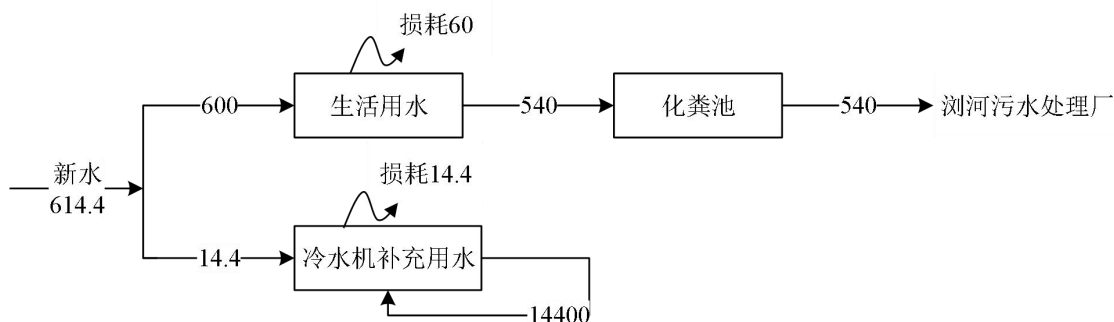 损耗60
600
生活用水
540
化粪池
540
浏河污水处理厂
新水
614.4
损耗14.4
14.4
冷水机补充用水
14400